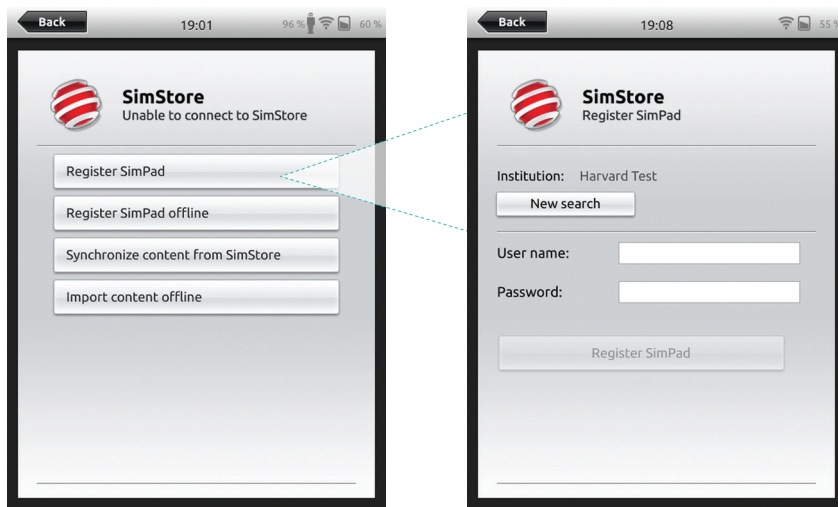 Back 19:01 96 % 60 %
SimStore
Unable to connect to SimStore
Register SimPad
Register SimPad offline
Synchronize content from SimStore
Import content offline
Back 19:08 55 %
SimStore
Register SimPad
Institution: Harvard Test
New search
User name:
Password:
Register SimPad